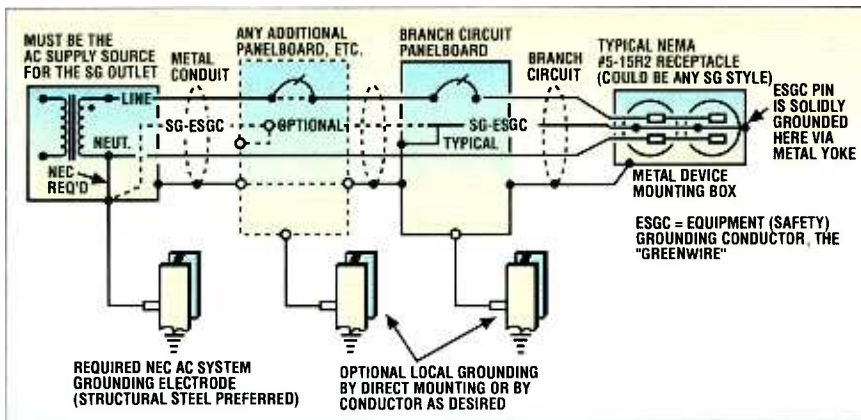 MUST BE THE
AC SUPPLY SOURCE
FOR THE SG OUTLET
METAL
CONDUIT
ANY ADDITIONAL
PANELBOARD, ETC.
BRANCH CIRCUIT
PANELBOARD
BRANCH
CIRCUIT
TYPICAL NEMA
#5-15R2 RECEPTACLE
(COULD BE ANY SG STYLE)
ESGC PIN
IS SOLIDLY
GROUNDED
HERE VIA
METAL YOKE
LINE
SG-ESGC
OPTIONAL
SG-ESGC
NEUT.
TYPICAL
NEC
REQ'D
METAL DEVICE
MOUNTING BOX
ESGC = EQUIPMENT (SAFETY)
GROUNDING CONDUCTOR, THE
"GREENWIRE"
REQUIRED NEC AC SYSTEM
GROUNDING ELECTRODE
(STRUCTURAL STEEL PREFERRED)
OPTIONAL LOCAL GROUNDING
BY DIRECT MOUNTING OR BY
CONDUCTOR AS DESIRED